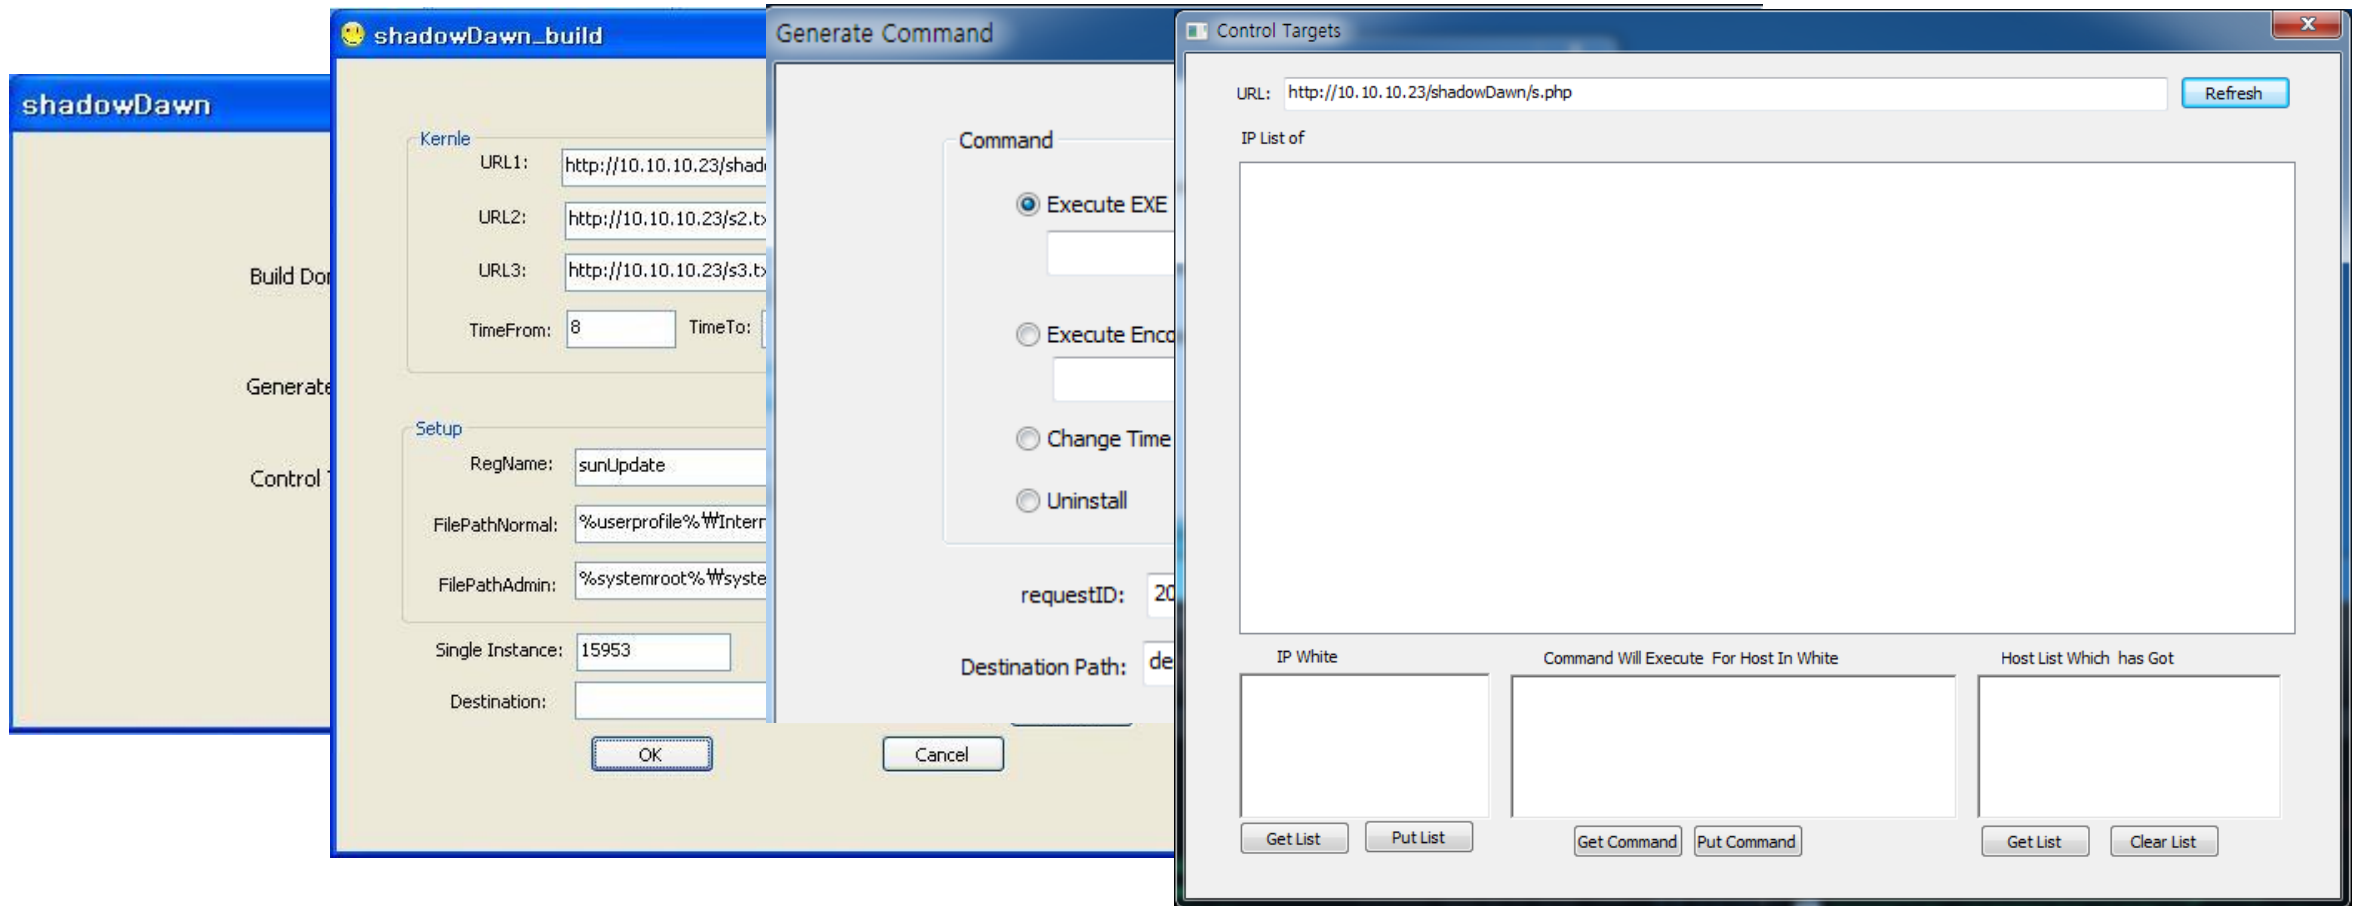 shadowDawn
Build Dor
Generate
Control
shadowDawn_build
Kernle
URL1: http://10.10.10.23/shad
URL2: http://10.10.10.23/s2.tx
URL3: http://10.10.10.23/s3.tx
TimeFrom: 8 TimeTo:
Setup
RegName: sunUpdate
FilePathNormal: %userprofile%₩Intern
FilePathAdmin: %systemroot%₩syste
Single Instance: 15953
Destination:
OK Cancel
Generate Command
Command
Execute EXE
Execute Enco
Change Time
Uninstall
requestID: 20
Destination Path: de
Control Targets
URL: http://10.10.10.23/shadowDawn/s.php Refresh
IP List of
IP White Command Will Execute For Host In White Host List Which has Got
Get List Put List Get Command Put Command Get List Clear List